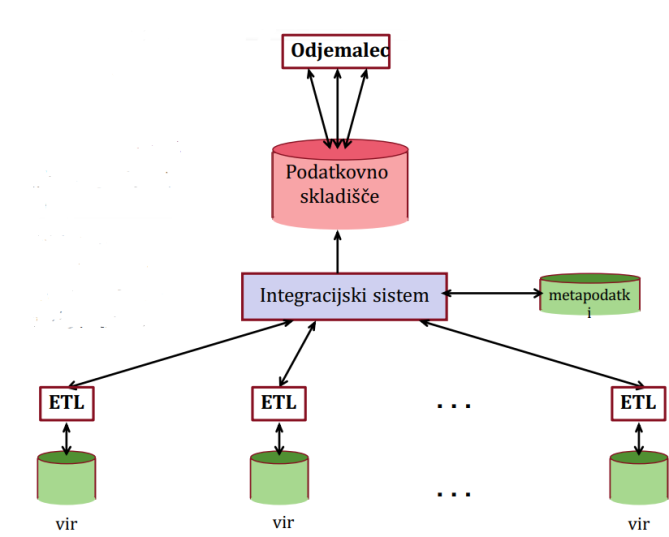 Odjemalec
Podatkovno
skladišče
Integracijski sistem
metapodatk
i
ETL
ETL
. . .
ETL
. . .
vir
vir
vir